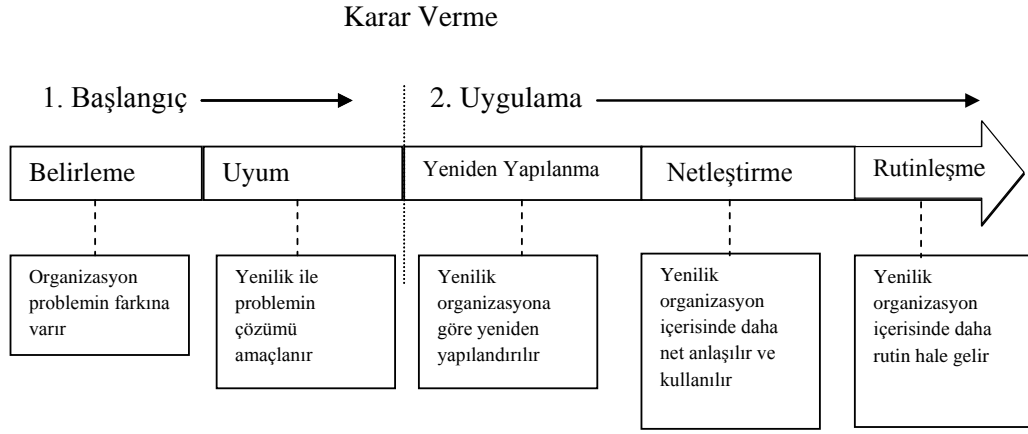 Karar Verme
1. Başlangıç
2. Uygulama
Belirleme
Uyum
Yeniden Yapılanma
Netleştirme
Rutinleşme
Organizasyon
problemin farkına
varır
Yenilik ile
problemin
çözümü
amaçlanır
Yenilik
organizasyona
göre yeniden
yapılandırılır
Yenilik
organizasyon
içerisinde daha
net anlaşılır ve
kullanılır
Yenilik
organizasyon
içerisinde daha
rutin hale gelir